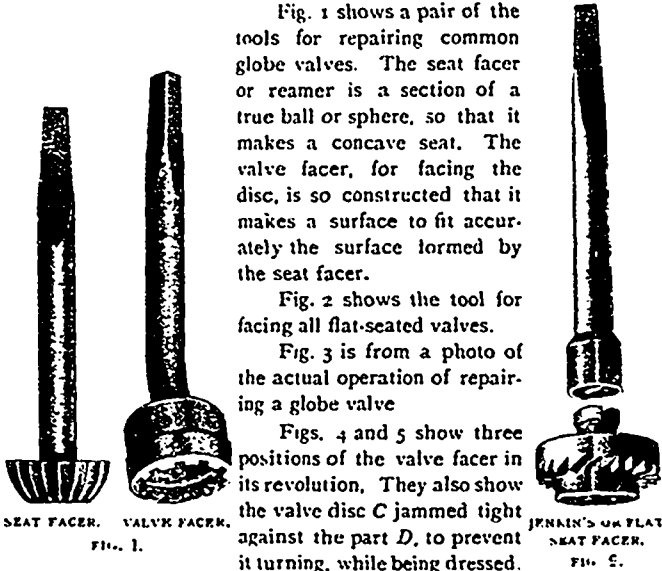 Fig. 1 shows a pair of the
tools for repairing common
globe valves. The seat facer
or reamer is a section of a
true ball or sphere, so that it
makes a concave seat. The
valve facer, for facing the
disc, is so constructed that it
makes a surface to fit accur-
ately the surface formed by
the seat facer.
Fig. 2 shows the tool for
facing all flat-seated valves.
Fig. 3 is from a photo of
the actual operation of repair-
ing a globe valve
Figs. 4 and 5 show three
positions of the valve facer in
its revolution. They also show
the valve disc C jammed tight
against the part D, to prevent
it turning, while being dressed.
SEAT FACER. VALVE FACER.
FIG. 1.
JENKIN'S OR FLAT
SEAT FACER.
FIG. 2.